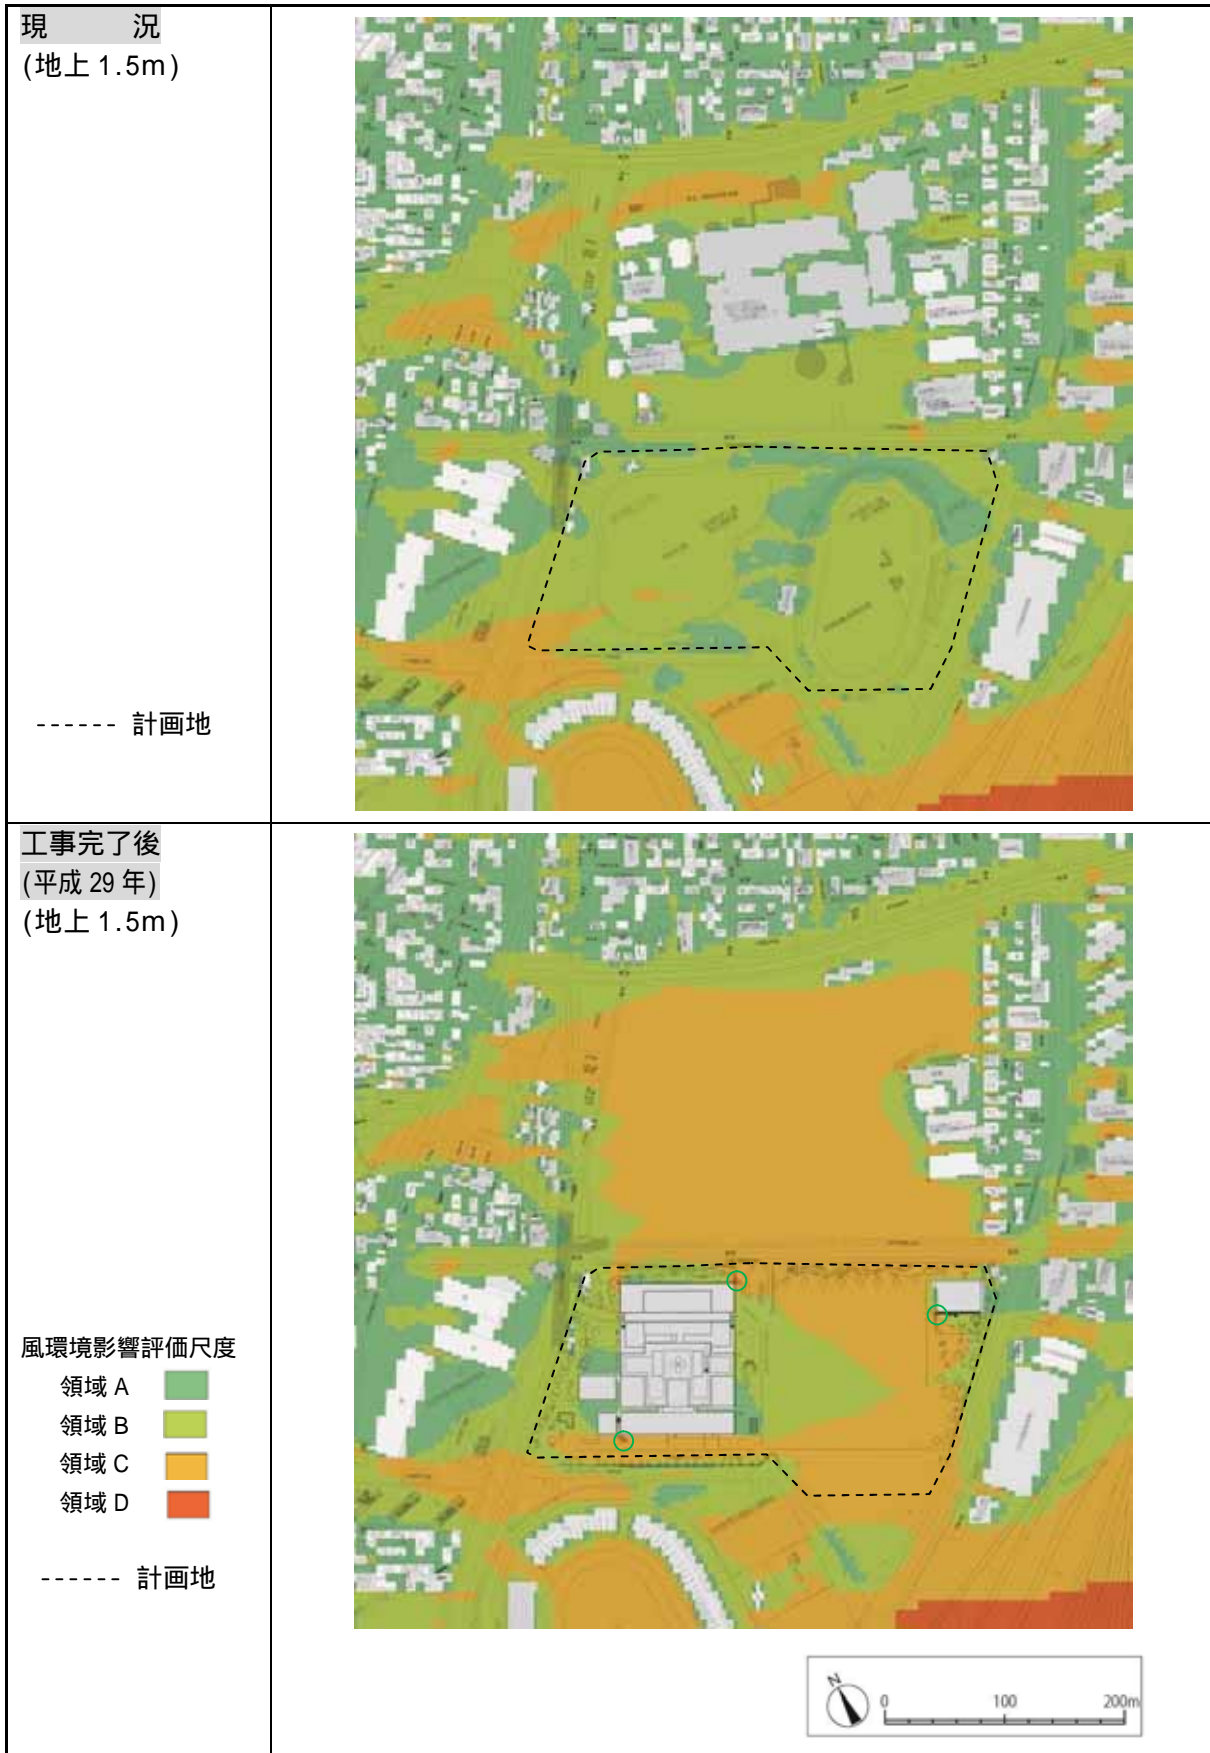 現 況
(地上 1.5m)
------ 計画地
工事完了後
(平成 29 年)
(地上 1.5m)
風環境影響評価尺度
領域 A
領域 B
領域 C
領域 D
------ 計画地
N
0 100 200m